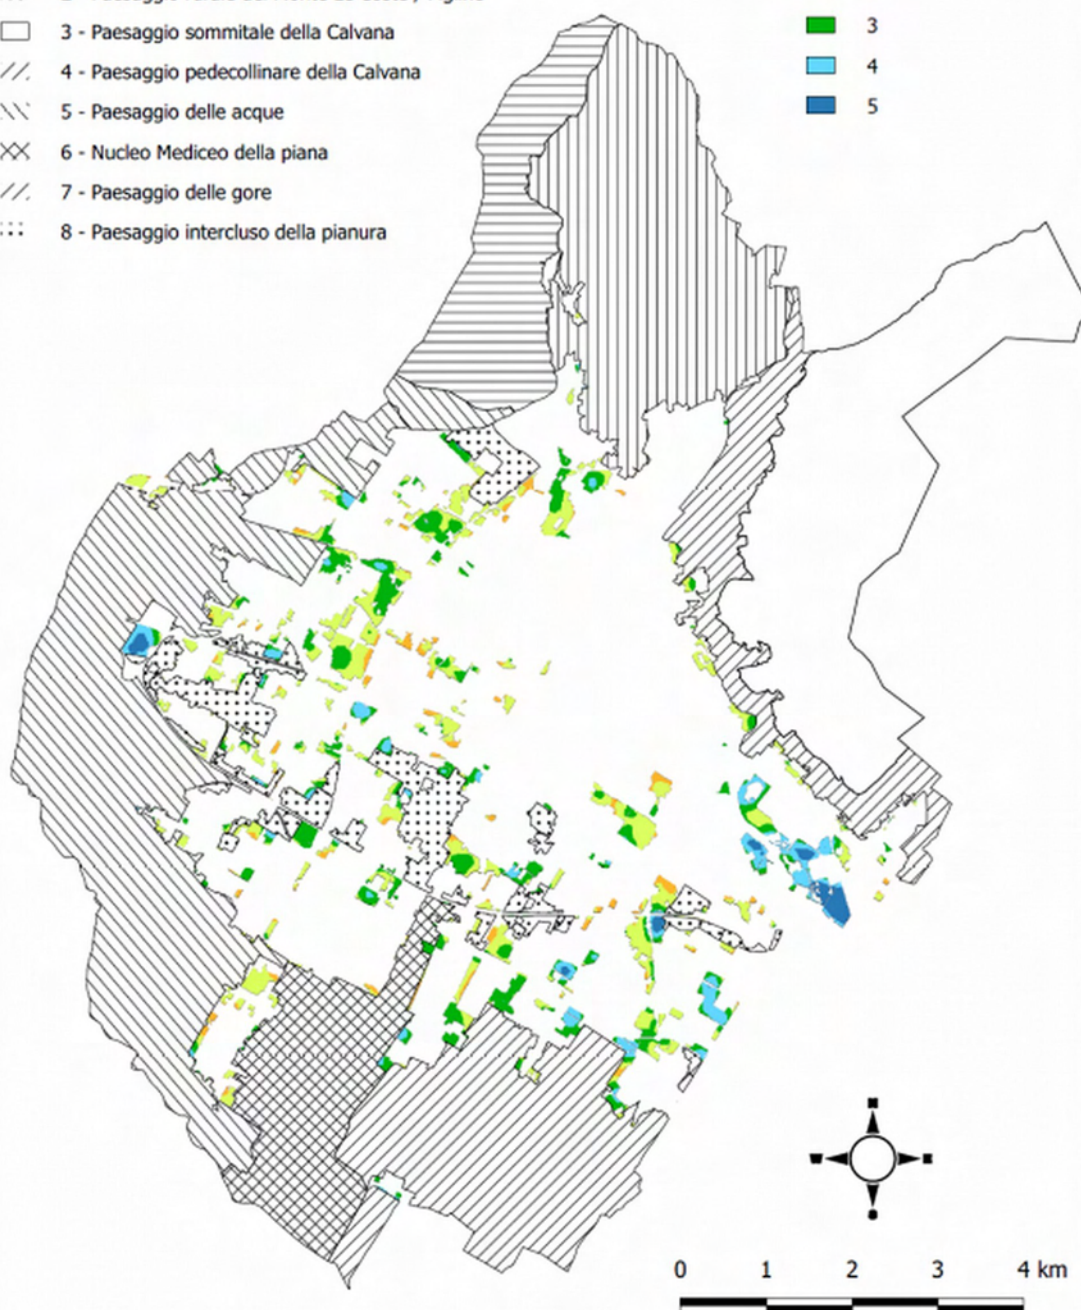 3 - Paesaggio sommitale della Calvana
4 - Paesaggio pedecollinare della Calvana
5 - Paesaggio delle acque
6 - Nucleo Mediceo della piana
7 - Paesaggio delle gore
8 - Paesaggio intercluso della pianura
3
4
5
0 1 2 3 4 km